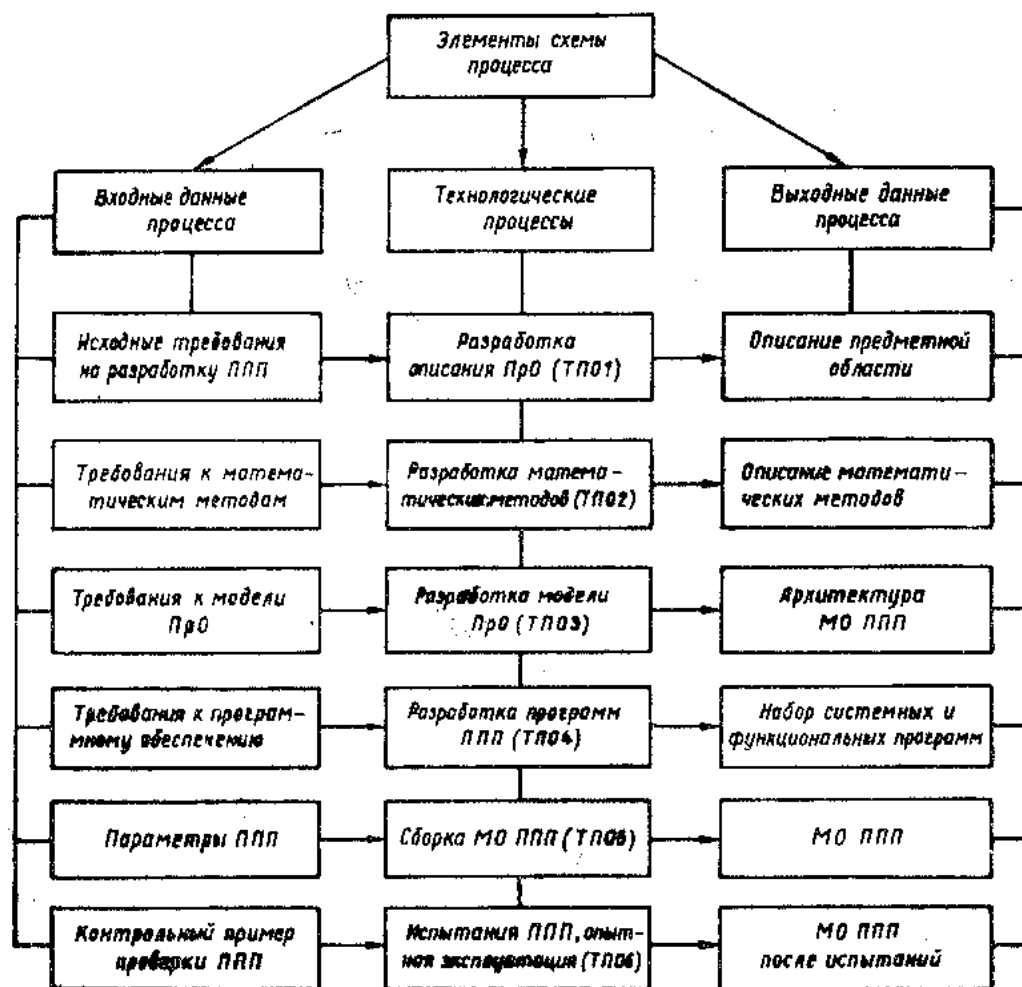 Элементы схемы
процесса
Входные данные
процесса
Технологические
процессы
Выходные данные
процесса
Исходные требования
на разработку ППП
Разработка
описания ПрО (ТП01)
Описание предметной
области
Требования к матема-
тическим методам
Разработка матема-
тических методов (ТП02)
Описание математи-
ческих методов
Требования к модели
ПрО
Разработка модели
ПрО (ТП03)
Архитектура
МО ППП
Требования к програм-
мному обеспечению
Разработка программ
ППП (ТП04)
Набор системных и
функциональных программ
Параметры ППП
Сборка МО ППП (ТП05)
МО ППП
Контрольный пример
проверки ППП
Испытания ППП, опыт-
ная эксплуатация (ТП06)
МО ППП
после испытаний